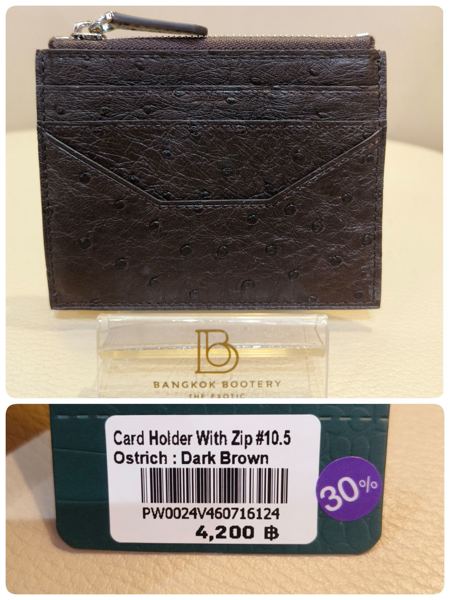 B
BANGKOK BOOTERY
THE EXOTIC
Card Holder With Zip #10.5
Ostrich : Dark Brown
PW0024V460716124
4,200 ฿
30%